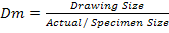 Dm = Drawing Size
Actual / Specimen Size